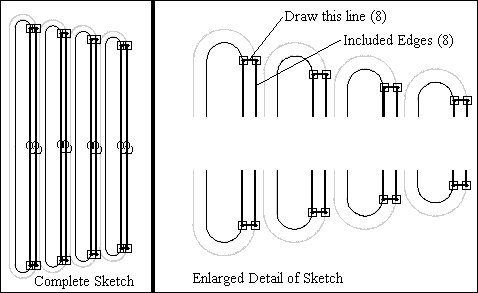 Draw this line (8)
Included Edges (8)
Complete Sketch
Enlarged Detail of Sketch